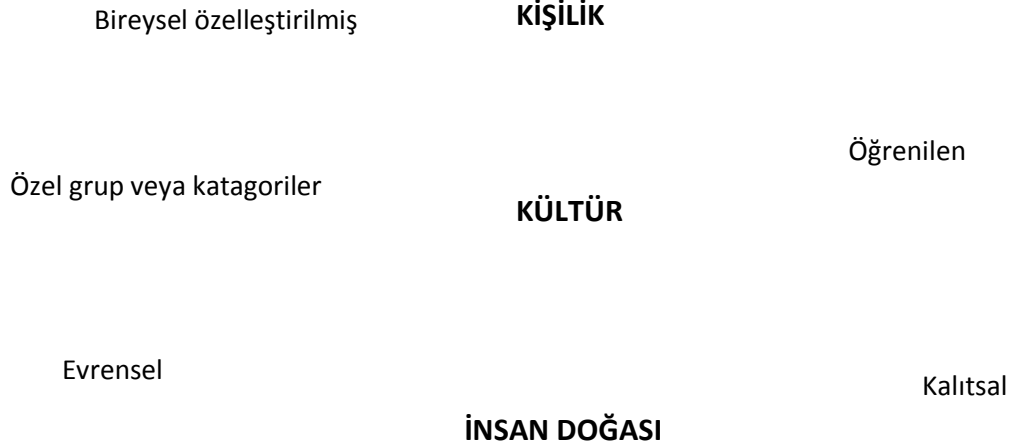 Bireysel özelleştirilmiş
KİŞİLİK
Öğrenilen
Özel grup veya katagoriler
KÜLTÜR
Evrensel
Kalıtsal
İNSAN DOĞASI